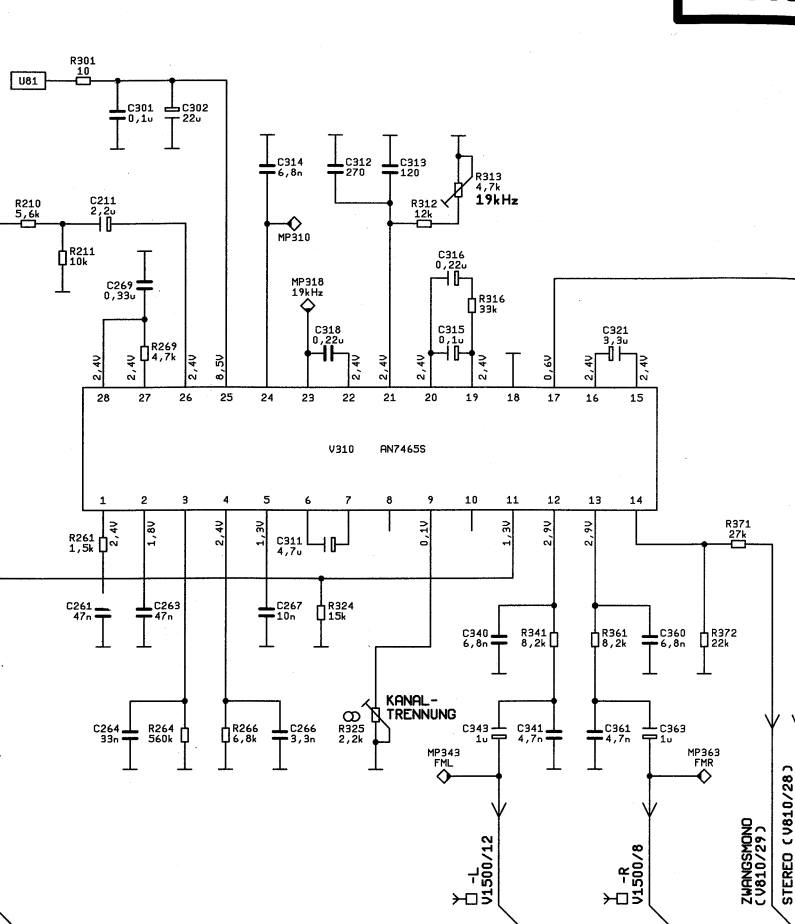 R301
10
U81
C301
0,1u
C302
22u
C314
6,8n
C312
270
C313
120
R313
4,7k
19kHz
R210
5,6k
C211
2,2u
R312
12k
R211
10k
MP310
C269
0,33u
MP318
19kHz
C316
0,22u
R316
33k
R269
4,7k
C318
0,22u
C315
0,1u
C321
3,3u
2,4V
2,4V
2,4V
8,5V
2,4V
2,4V
2,4V
2,4V
0,6V
2,4V
2,4V
28 27 26 25 24 23 22 21 20 19 18 17 16 15
V310 AN7465S
1 2 3 4 5 6 7 8 9 10 11 12 13 14
2,4V
1,8V
2,4V
1,3V
0,1V
1,3V
2,9V
2,9V
R261
1,5k
C311
4,7u
R371
27k
C261
47n
C263
47n
C267
10n
R324
15k
C340
6,8n
R341
8,2k
R361
8,2k
C360
6,8n
R372
22k
KANAL-
TRENNUNG
C264
33n
R264
560k
R266
6,8k
C266
3,3n
R325
2,2k
C343
1u
C341
4,7n
C361
4,7n
C363
1u
MP343
FML
MP363
FMR
-L
V1500/12
-R
V1500/8
ZWANGSMONO
(V810/29)
STEREO (V810/28)